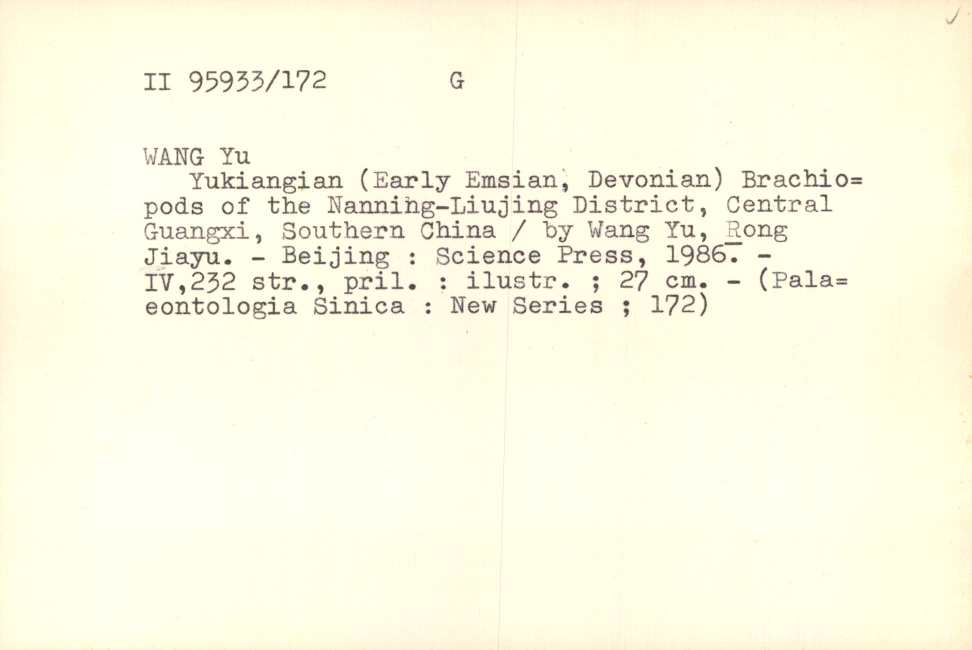 II 95933/172 G
WANG Yu
Yukiangian (Early Emsian, Devonian) Brachio=
pods of the Nanning-Liujing District, Central
Guangxi, Southern China / by Wang Yu, Rong
Jiayu. - Beijing : Science Press, 1986. -
IV,232 str., pril. : ilustr. ; 27 cm. - (Pala=
eontologia Sinica : New Series ; 172)